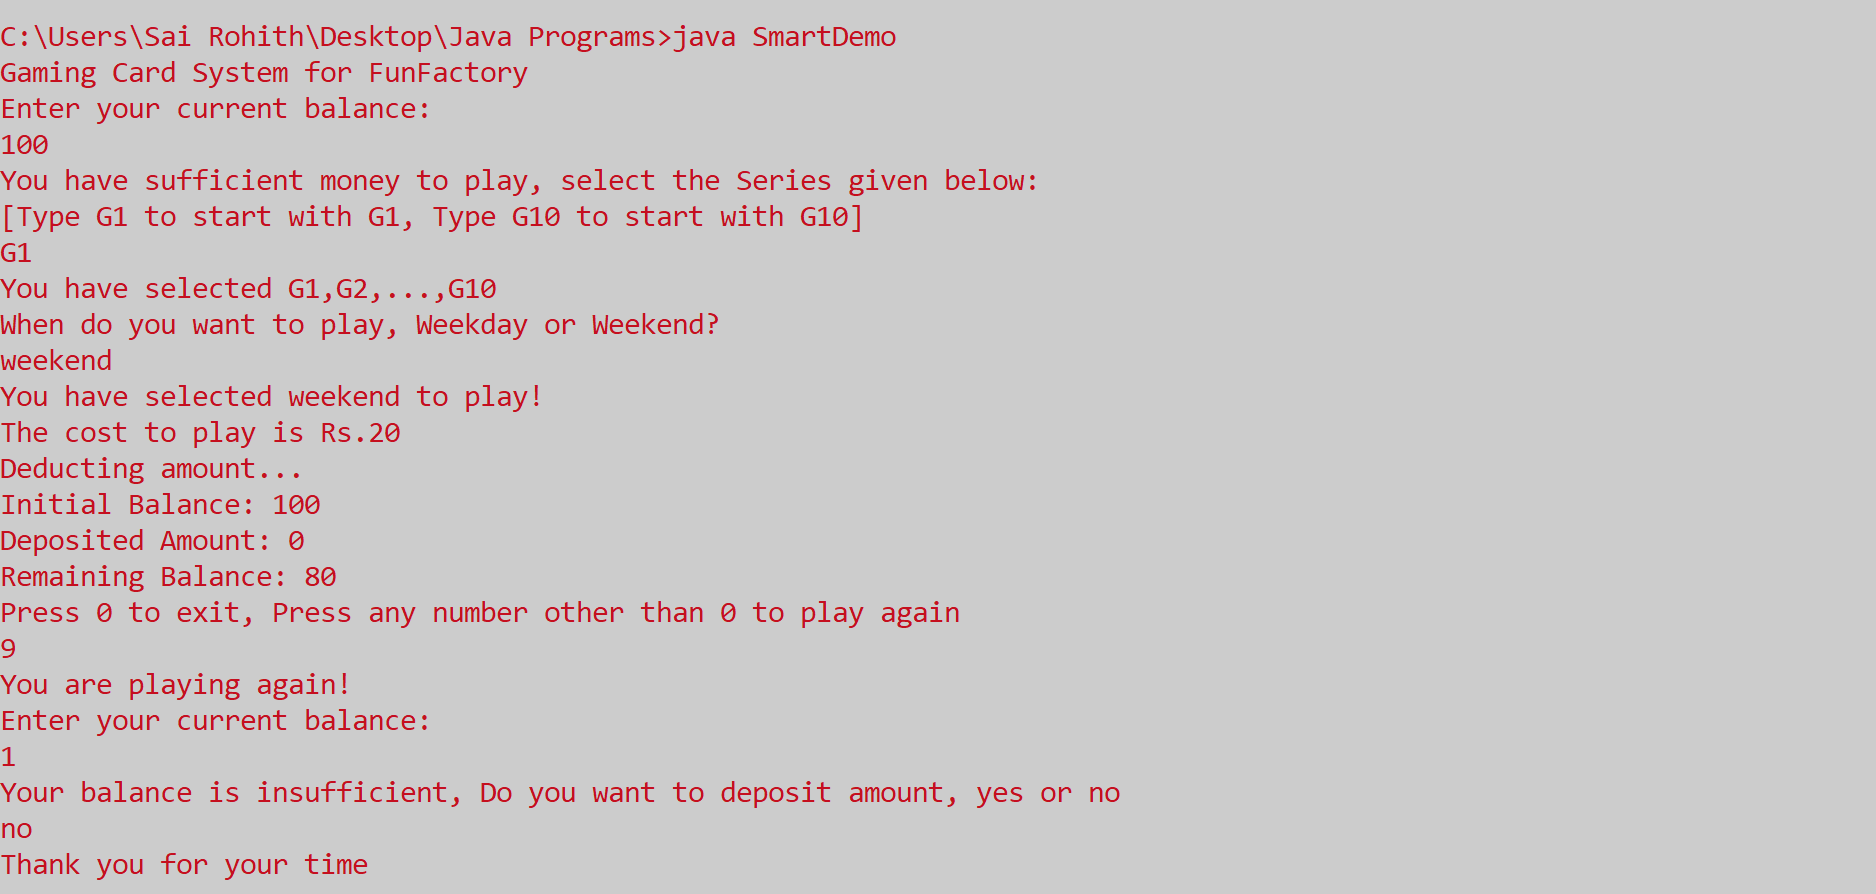 C:\Users\Sai Rohith\Desktop\Java Programs>java SmartDemo
Gaming Card System for FunFactory
Enter your current balance:
100
You have sufficient money to play, select the Series given below:
[Type G1 to start with G1, Type G10 to start with G10]
G1
You have selected G1,G2,...,G10
When do you want to play, Weekday or Weekend?
weekend
You have selected weekend to play!
The cost to play is Rs.20
Deducting amount...
Initial Balance: 100
Deposited Amount: 0
Remaining Balance: 80
Press 0 to exit, Press any number other than 0 to play again
9
You are playing again!
Enter your current balance:
1
Your balance is insufficient, Do you want to deposit amount, yes or no
no
Thank you for your time